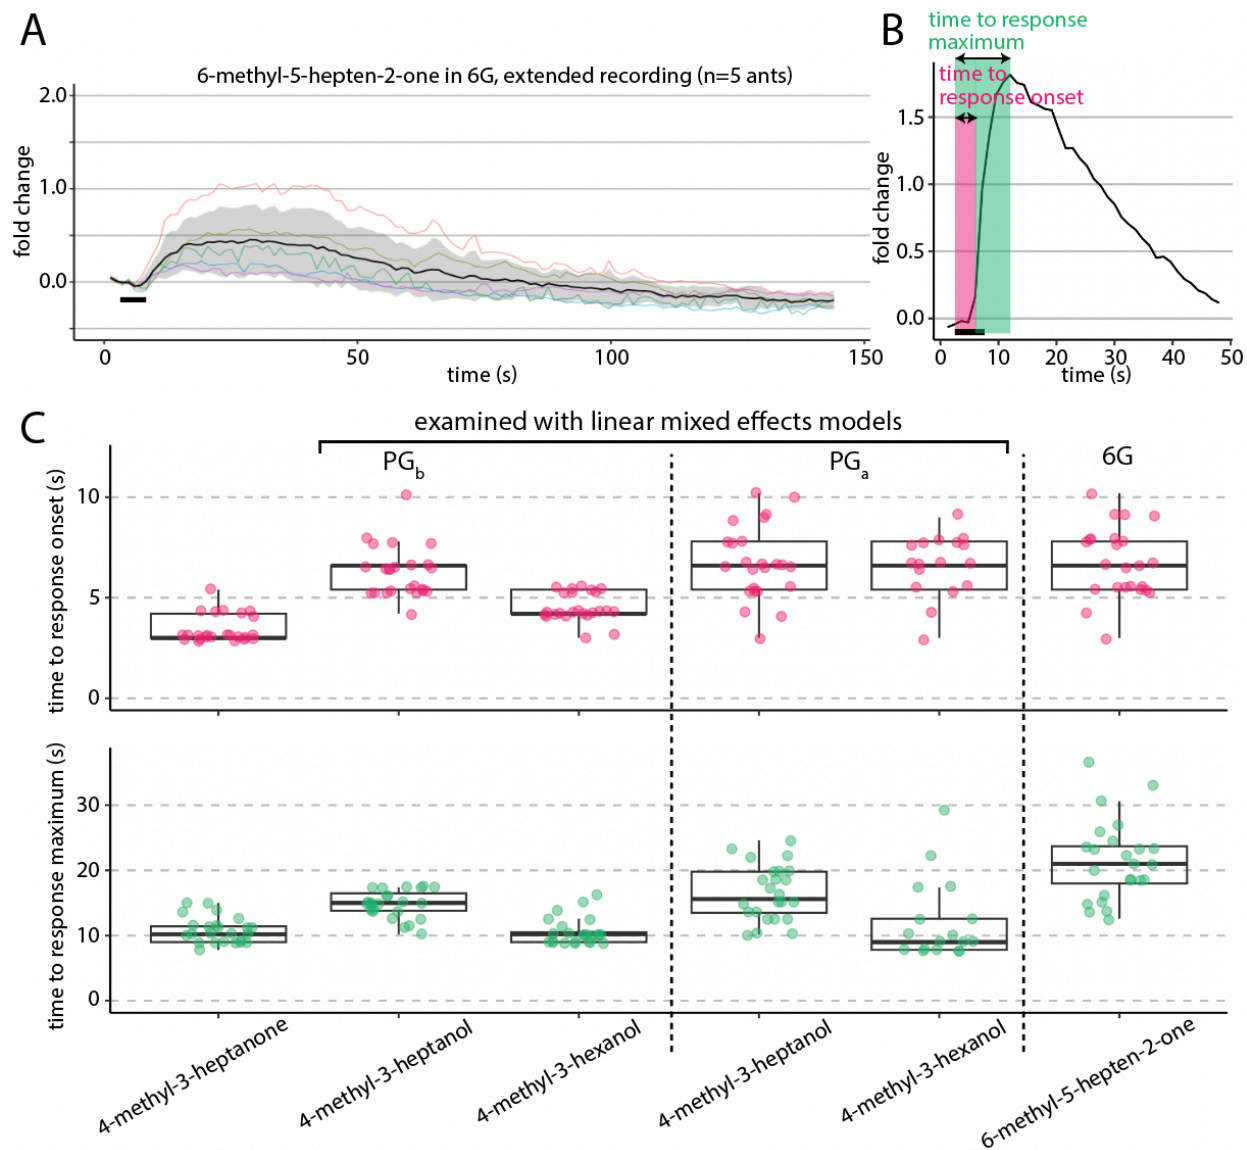 A
6-methyl-5-hepten-2-one in 6G, extended recording (n=5 ants)
fold change
2.0
1.0
0.0
0
50
100
150
time (s)
B
time to response
maximum
time to
response onset
fold change
1.5
1.0
0.5
0.0
0
10
20
30
40
50
time (s)
C
examined with linear mixed effects models
PGb
PGa
6G
time to response onset (s)
10
5
0
time to response maximum (s)
30
20
10
0
4-methyl-3-heptanone
4-methyl-3-heptanol
4-methyl-3-hexanol
4-methyl-3-heptanol
4-methyl-3-hexanol
6-methyl-5-hepten-2-one